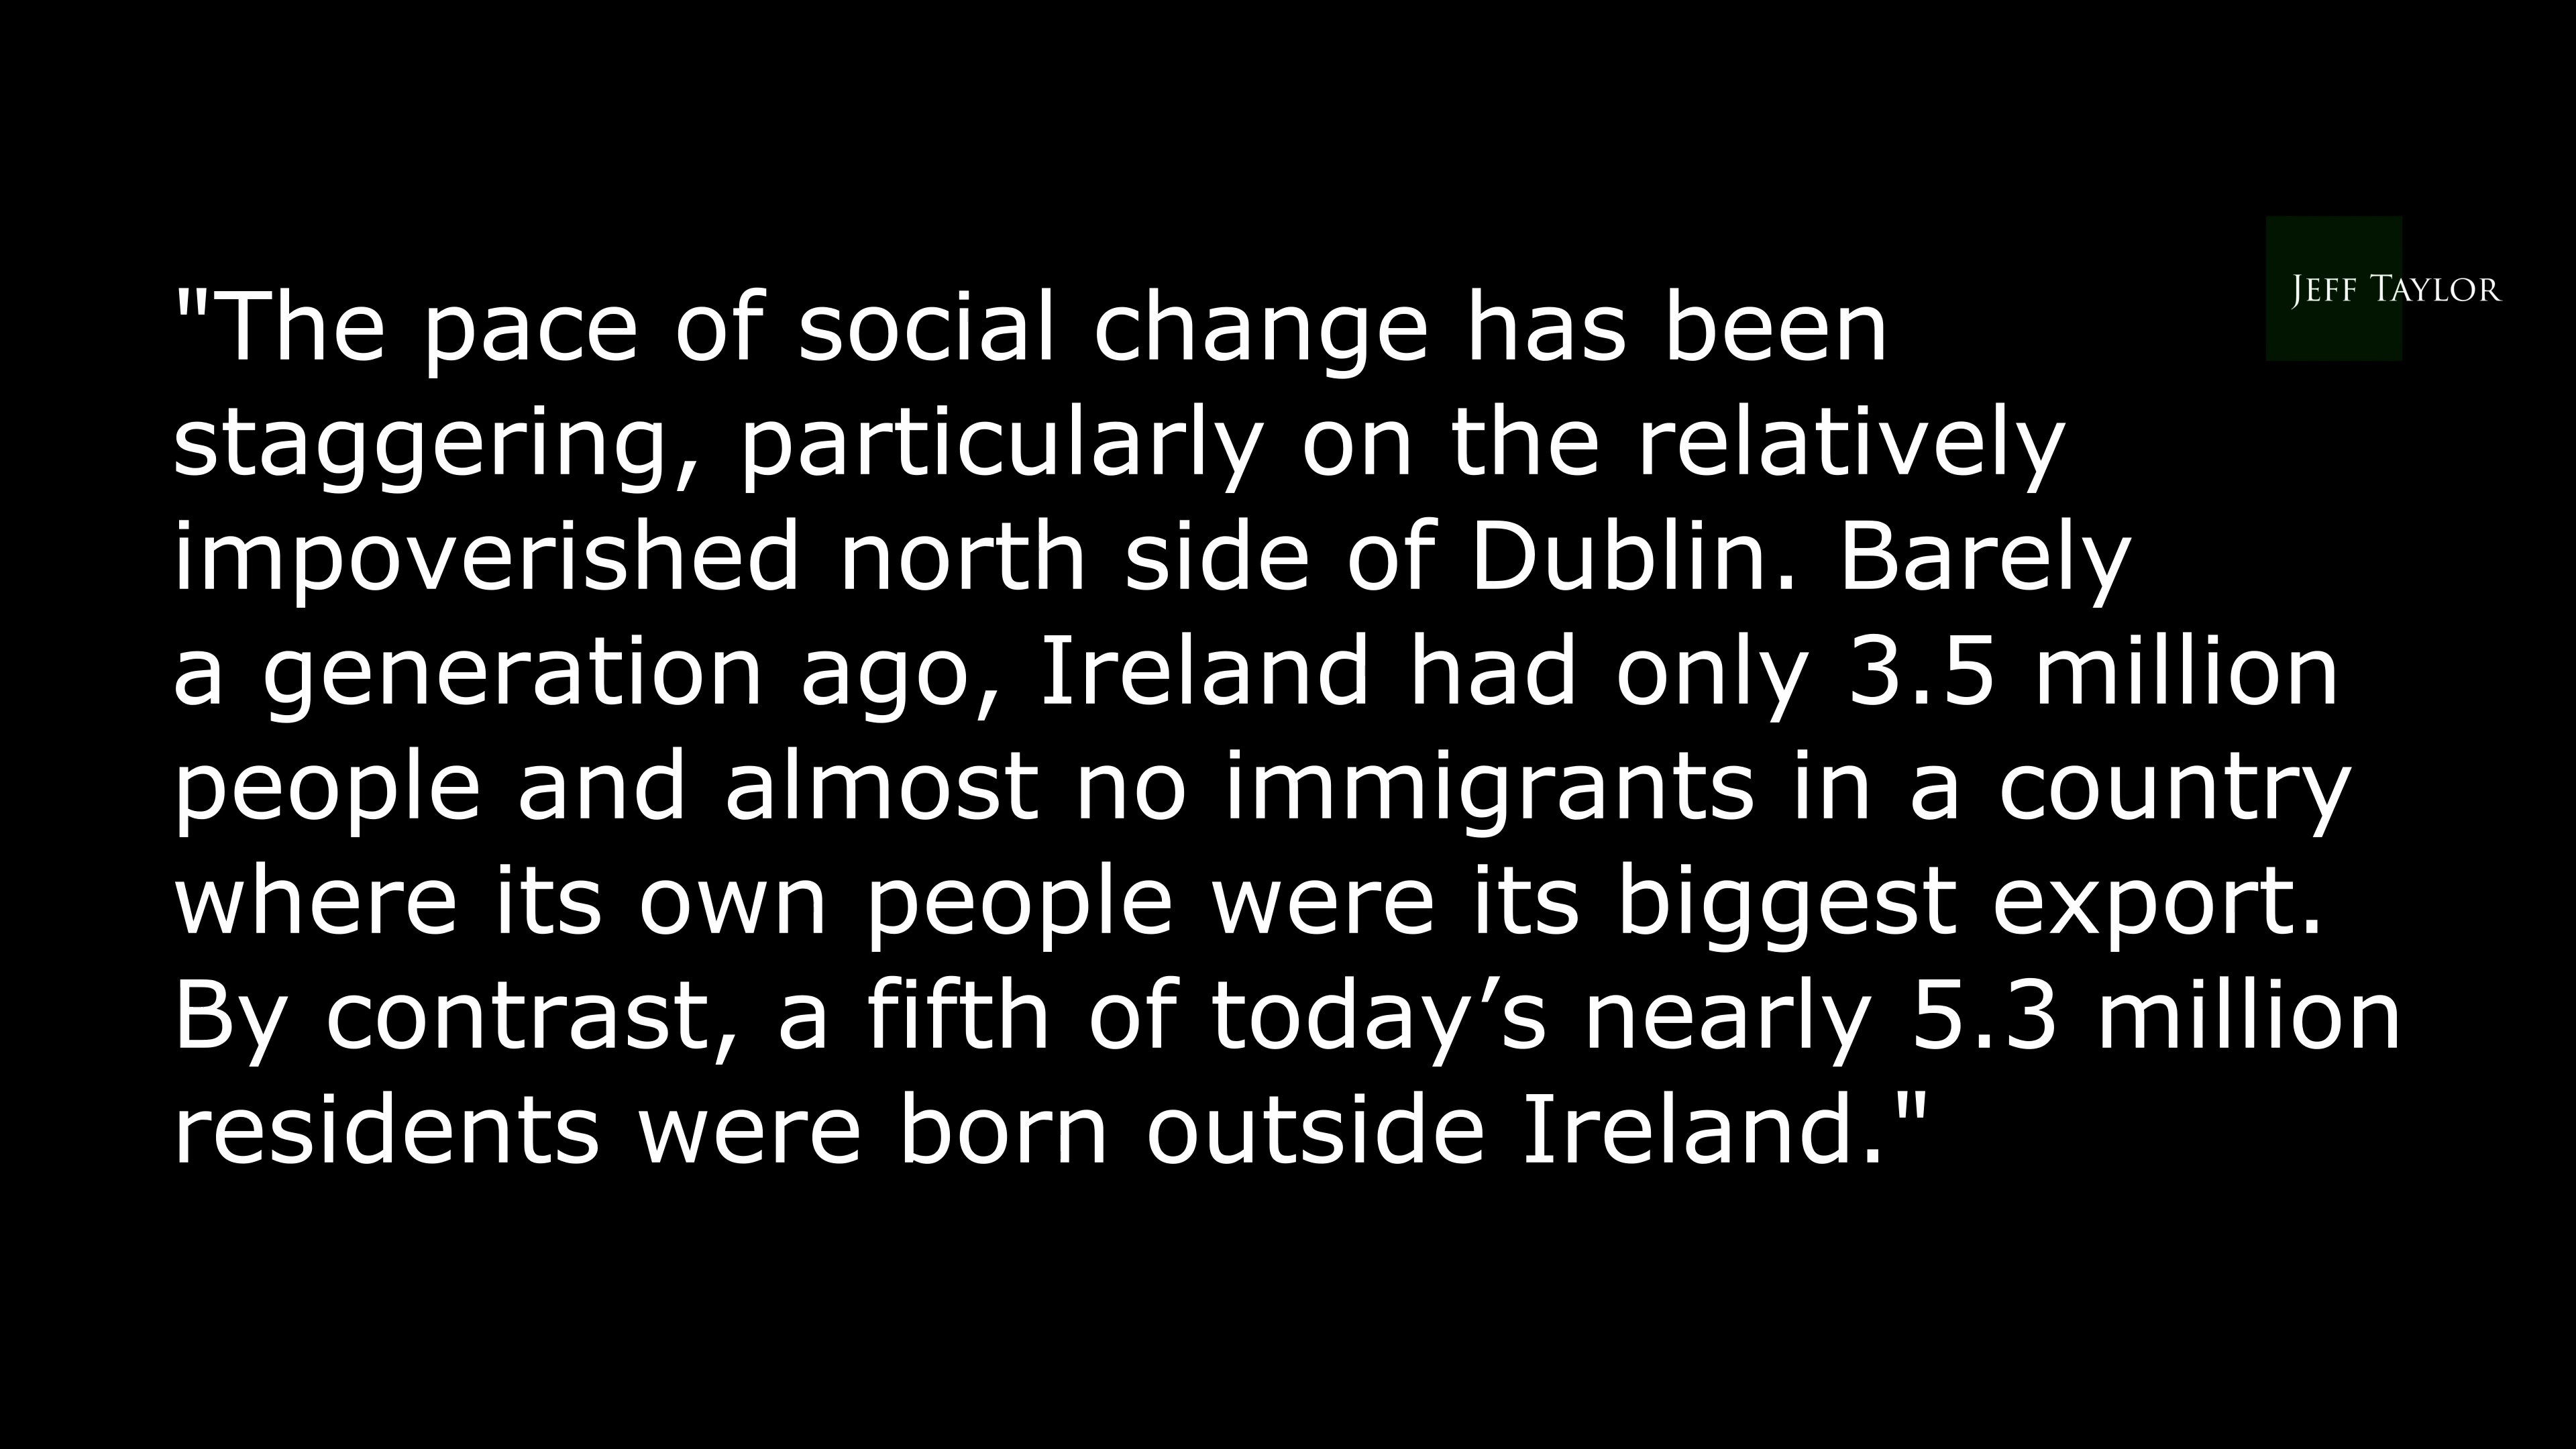 JEFF TAYLOR
"The pace of social change has been
staggering, particularly on the relatively
impoverished north side of Dublin. Barely
a generation ago, Ireland had only 3.5 million
people and almost no immigrants in a country
where its own people were its biggest export.
By contrast, a fifth of today’s nearly 5.3 million
residents were born outside Ireland."